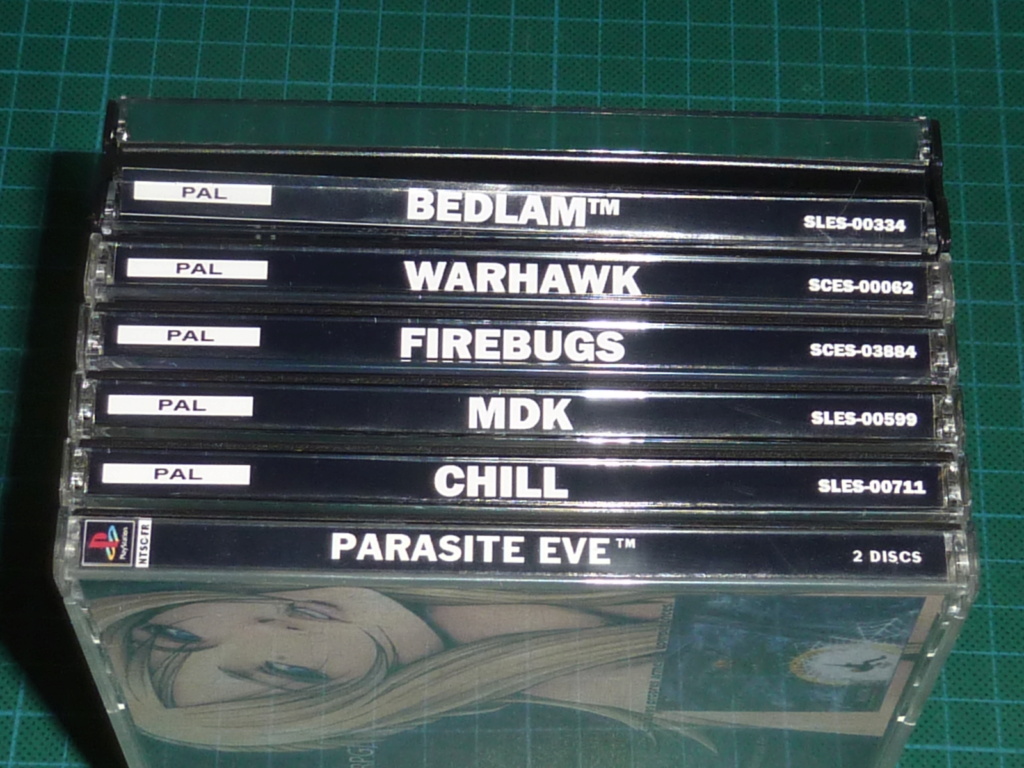 PAL BEDLAM™ SLES-00334
PAL WARHAWK SCES-00062
PAL FIREBUGS SCES-03884
PAL MDK SLES-00599
PAL CHILL SLES-00711
PlayStation NTSC-FR PARASITE EVE™ 2 DISCS